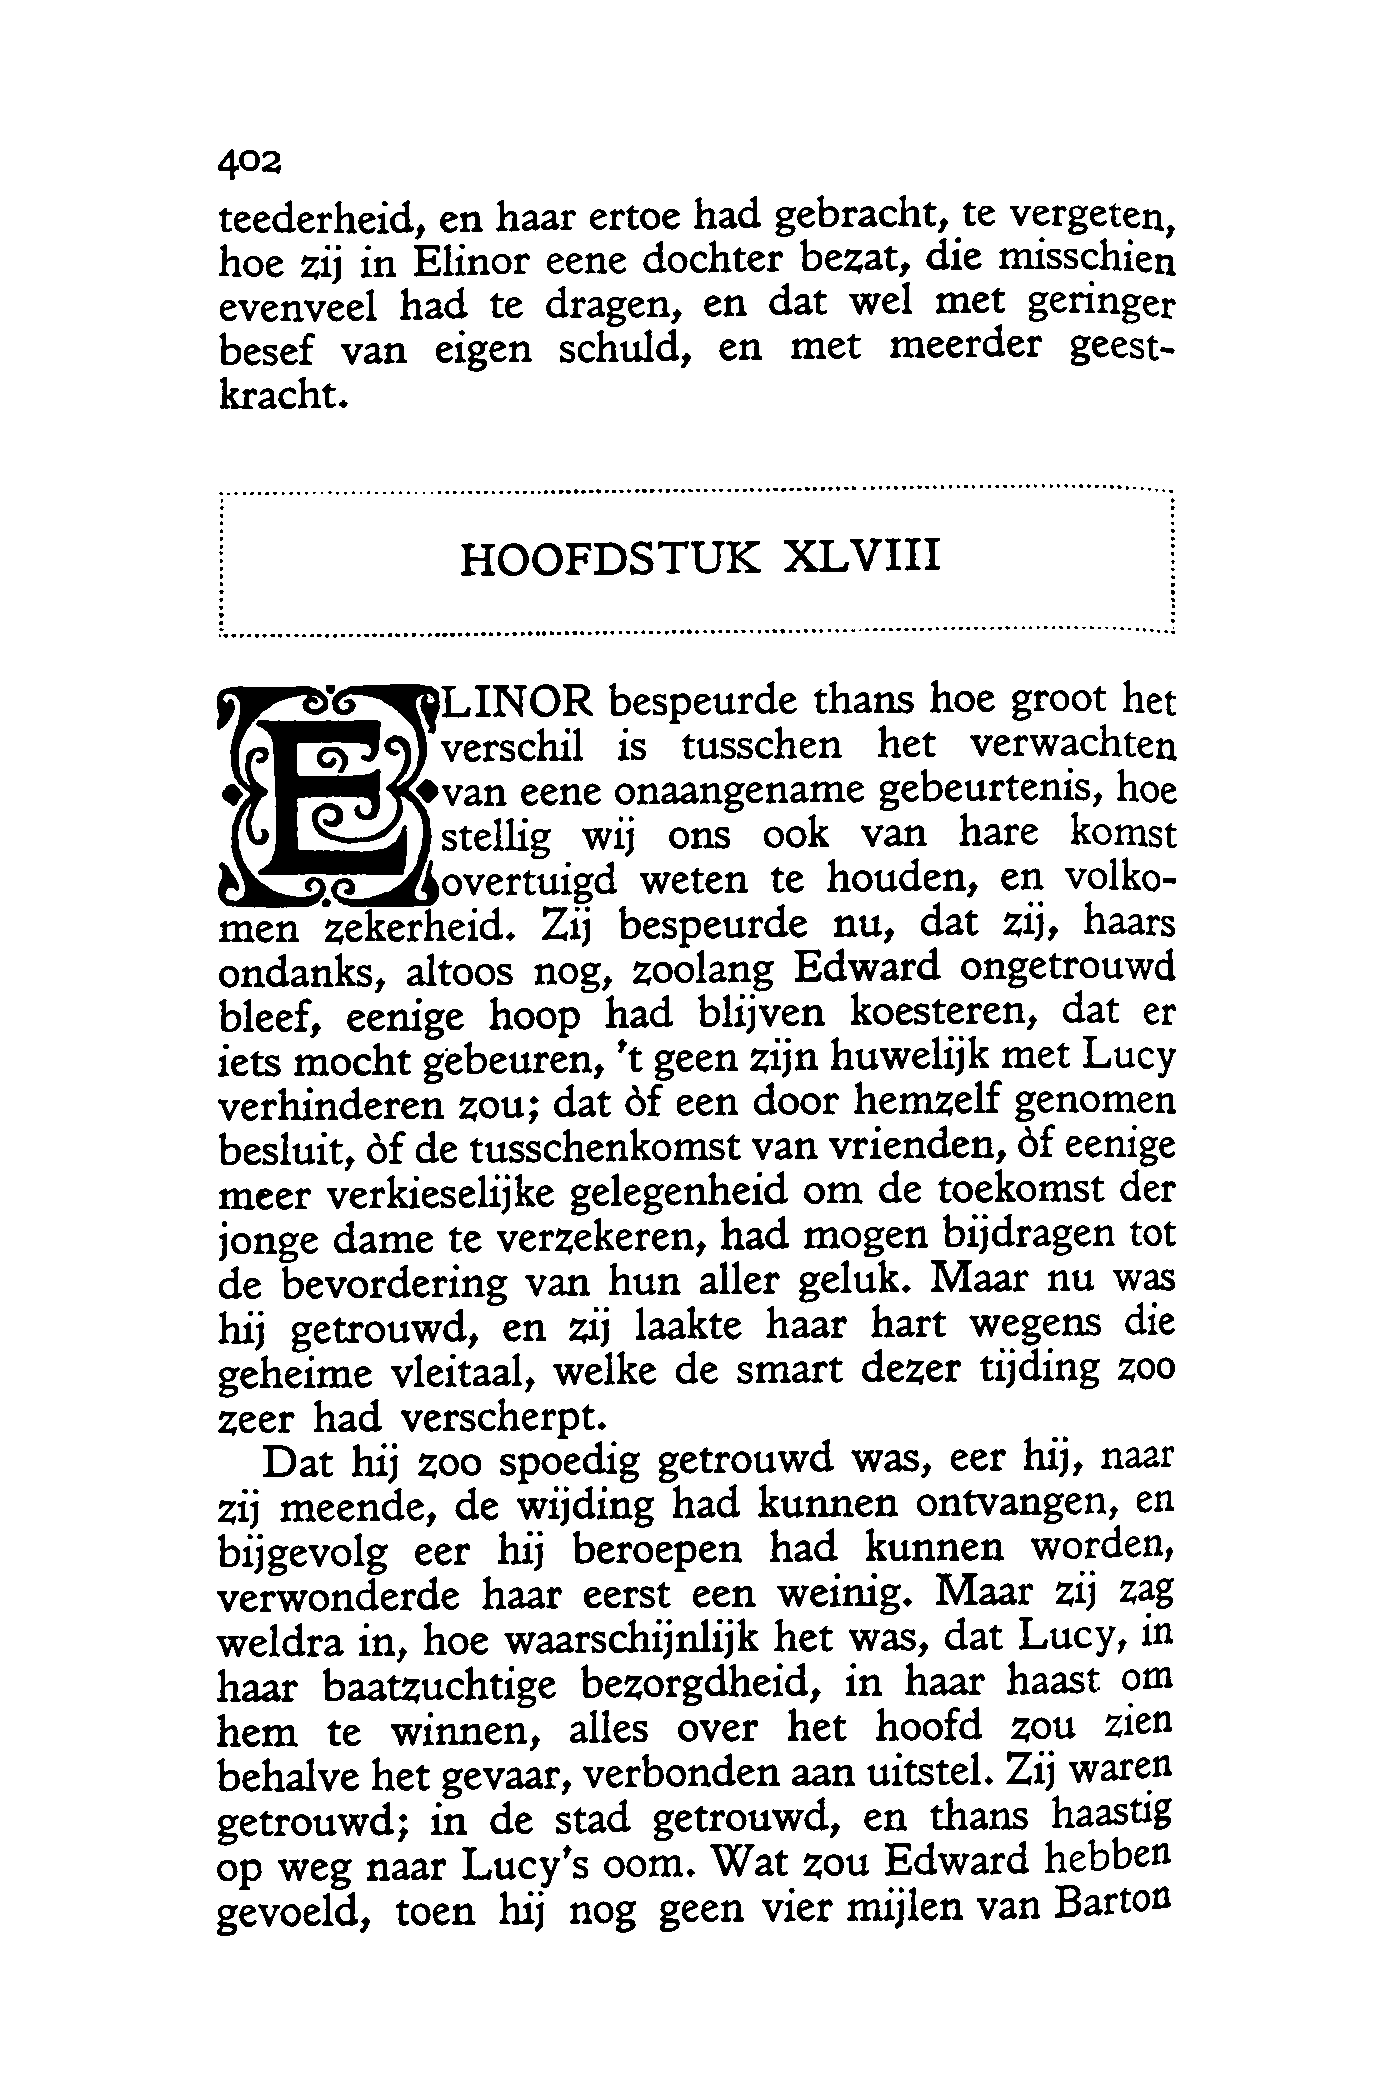 402
teederheid, en haar ertoe had gebracht, te vergeten,
hoe zij in Elinor eene dochter bezat, die misschien
evenveel had te dragen, en dat wel met geringer
besef van eigen schuld, en met meerder geest-
kracht.
HOOFDSTUK XLVIII
ELINOR bespeurde thans hoe groot het
verschil is tusschen het verwachten
van eene onaangename gebeurtenis, hoe
stellig wij ons ook van hare komst
overtuigd weten te houden, en volko-
men zekerheid. Zij bespeurde nu, dat zij, haars
ondanks, altoos nog, zoolang Edward ongetrouwd
bleef, eenige hoop had blijven koesteren, dat er
iets mocht gebeuren, 't geen zijn huwelijk met Lucy
verhinderen zou; dat òf een door hemzelf genomen
besluit, òf de tusschenkomst van vrienden, òf eenige
meer verkieselijke gelegenheid om de toekomst der
jonge dame te verzekeren, had mogen bijdragen tot
de bevordering van hun aller geluk. Maar nu was
hij getrouwd, en zij laakte haar hart wegens die
geheime vleitaal, welke de smart dezer tijding zoo
zeer had verscherpt.
Dat hij zoo spoedig getrouwd was, eer hij, naar
zij meende, de wijding had kunnen ontvangen, en
bijgevolg eer hij beroepen had kunnen worden,
verwonderde haar eerst een weinig. Maar zij zag
weldra in, hoe waarschijnlijk het was, dat Lucy, in
haar baatzuchtige bezorgdheid, in haar haast om
hem te winnen, alles over het hoofd zou zien
behalve het gevaar, verbonden aan uitstel. Zij waren
getrouwd; in de stad getrouwd, en thans haastig
op weg naar Lucy's oom. Wat zou Edward hebben
gevoeld, toen hij nog geen vier mijlen van Barton